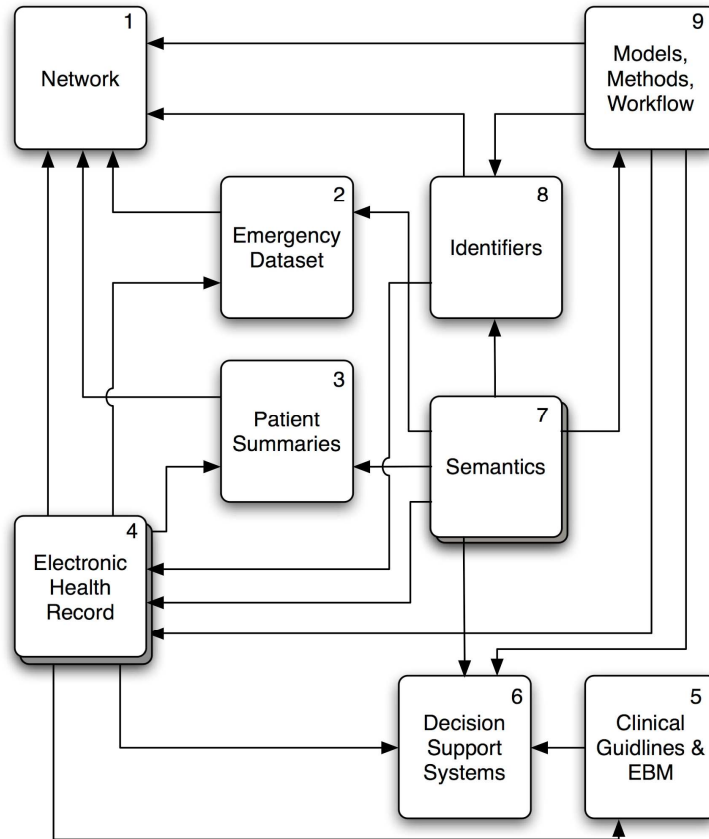 1
Network
9
Models,
Methods,
Workflow
2
Emergency
Dataset
8
Identifiers
3
Patient
Summaries
7
Semantics
4
Electronic
Health
Record
6
Decision
Support
Systems
5
Clinical
Guidlines &
EBM